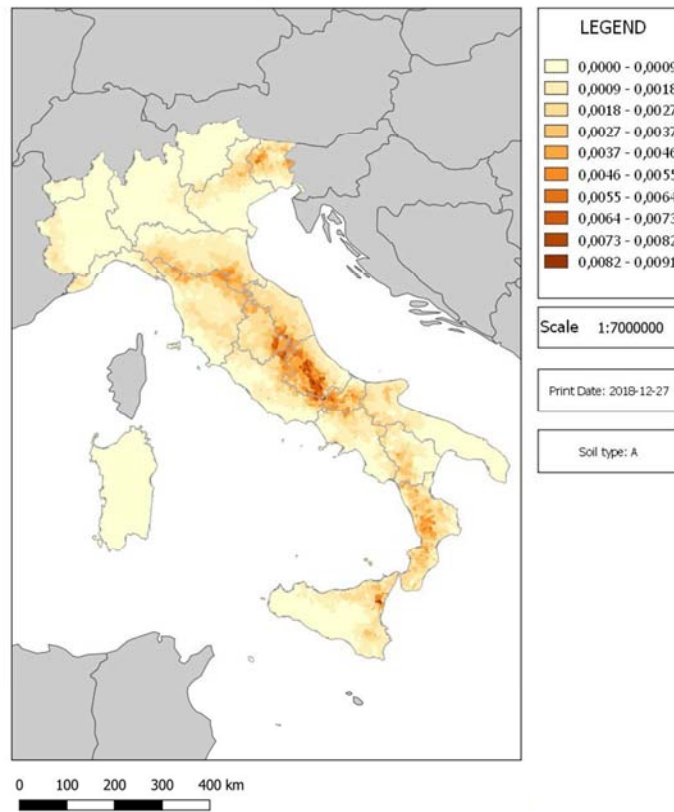 LEGEND
0,0000 - 0,0009
0,0009 - 0,0018
0,0018 - 0,0027
0,0027 - 0,0037
0,0037 - 0,0046
0,0046 - 0,0055
0,0055 - 0,0064
0,0064 - 0,0073
0,0073 - 0,0082
0,0082 - 0,0091
Scale 1:7000000
Print Date: 2018-12-27
Soil type: A
0 100 200 300 400 km